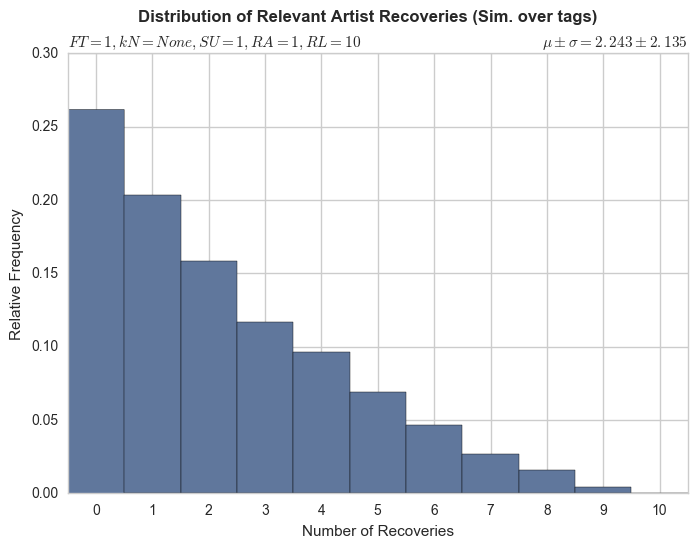 Distribution of Relevant Artist Recoveries (Sim. over tags)
FT = 1, kN = None, SU = 1, RA = 1, RL = 10
μ ± σ = 2.243 ± 2.135
0.30
0.25
0.20
0.15
0.10
0.05
0.00
Relative Frequency
0 1 2 3 4 5 6 7 8 9 10
Number of Recoveries